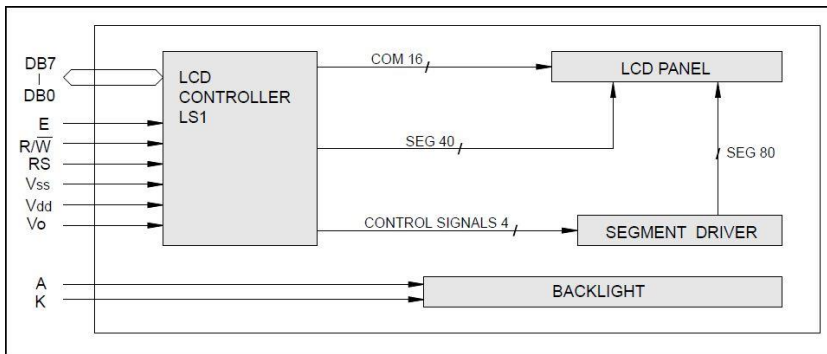 DB7
DB0
E
R/W̅
RS
Vss
Vdd
Vo
A
K
LCD
CONTROLLER
LS1
COM 16
SEG 40
CONTROL SIGNALS 4
LCD PANEL
SEG 80
SEGMENT DRIVER
BACKLIGHT